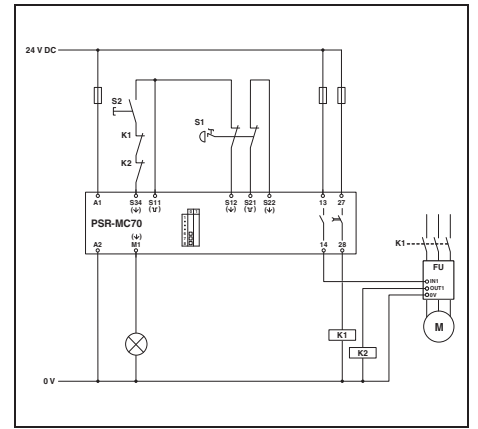 24 V DC
S2
S1
K1
K2
A1 S34 S11 S12 S21 S22 13 27
PSR-MC70
A2 M1 14 28
K1
FU
IN1
OUT1
0V
M
K1
K2
0 V